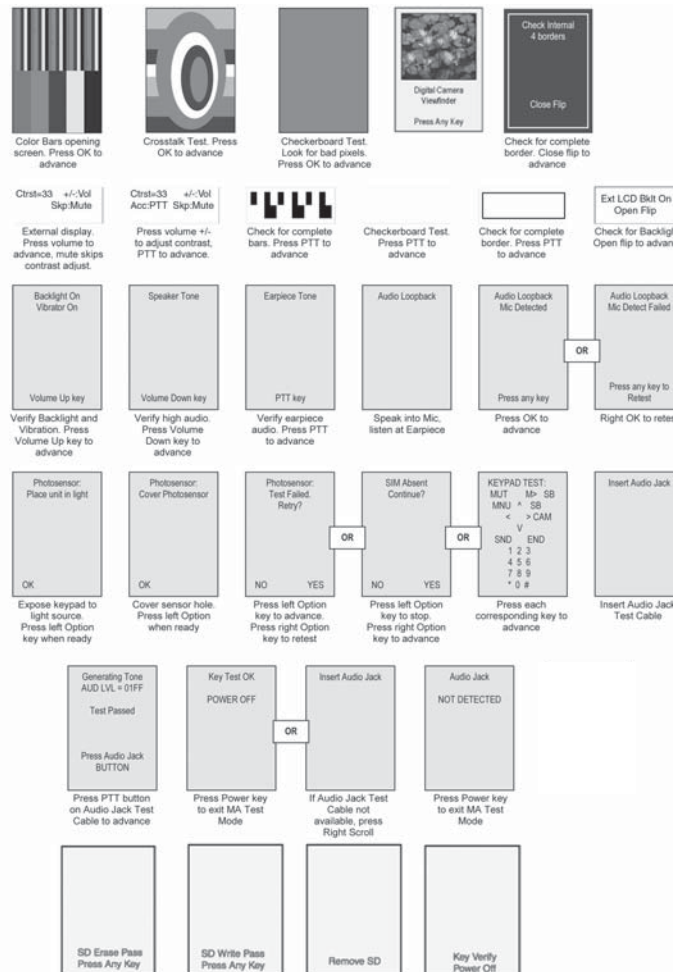 Digital Camera
Viewfinder
Press Any Key
Check Internal
4 borders
Close Flip
Color Bars opening
screen. Press OK to
advance
Crosstalk Test. Press
OK to advance
Checkerboard Test.
Look for bad pixels.
Press OK to advance
Check for complete
border. Close flip to
advance
Ctrst=33 +/-:Vol
Skp:Mute
Ctrst=33 +/-:Vol
Acc:PTT Skp:Mute
Ext LCD Bklt On
Open Flip
External display.
Press volume to
advance, mute skips
contrast adjust.
Press volume +/-
to adjust contrast,
PTT to advance.
Check for complete
bars. Press PTT to
advance
Checkerboard Test.
Press PTT to
advance
Check for complete
border. Press PTT
to advance
Check for Backligh
Open flip to advan
Backlight On
Vibrator On
Volume Up key
Speaker Tone
Volume Down key
Earpiece Tone
PTT key
Audio Loopback
Audio Loopback
Mic Detected
Press any key
OR
Audio Loopback
Mic Detect Failed
Press any key to
Retest
Verify Backlight and
Vibration. Press
Volume Up key to
advance
Verify high audio.
Press Volume
Down key to
advance
Verify earpiece
audio. Press PTT
to advance
Speak into Mic,
listen at Earpiece
Press OK to
advance
Right OK to retes
Photosensor:
Place unit in light
OK
Photosensor:
Cover Photosensor
OK
Photosensor:
Test Failed.
Retry?
NO YES
OR
SIM Absent
Continue?
NO YES
OR
KEYPAD TEST:
MUT M> SB
MNU ^ SB
< > CAM
V
SND END
1 2 3
4 5 6
7 8 9
* 0 #
Insert Audio Jack
Expose keypad to
light source.
Press left Option
key when ready
Cover sensor hole.
Press left Option
when ready
Press left Option
key to advance.
Press right Option
key to retest
Press left Option
key to stop.
Press right Option
key to advance
Press each
corresponding key to
advance
Insert Audio Jack
Test Cable
Generating Tone
AUD LVL = 01FF
Test Passed
Press Audio Jack
BUTTON
Key Test OK
POWER OFF
OR
Insert Audio Jack
Audio Jack
NOT DETECTED
Press PTT button
on Audio Jack Test
Cable to advance
Press Power key
to exit MA Test
Mode
If Audio Jack Test
Cable not
available, press
Right Scroll
Press Power key
to exit MA Test
Mode
SD Erase Pass
Press Any Key
SD Write Pass
Press Any Key
Remove SD
Key Verify
Power Off